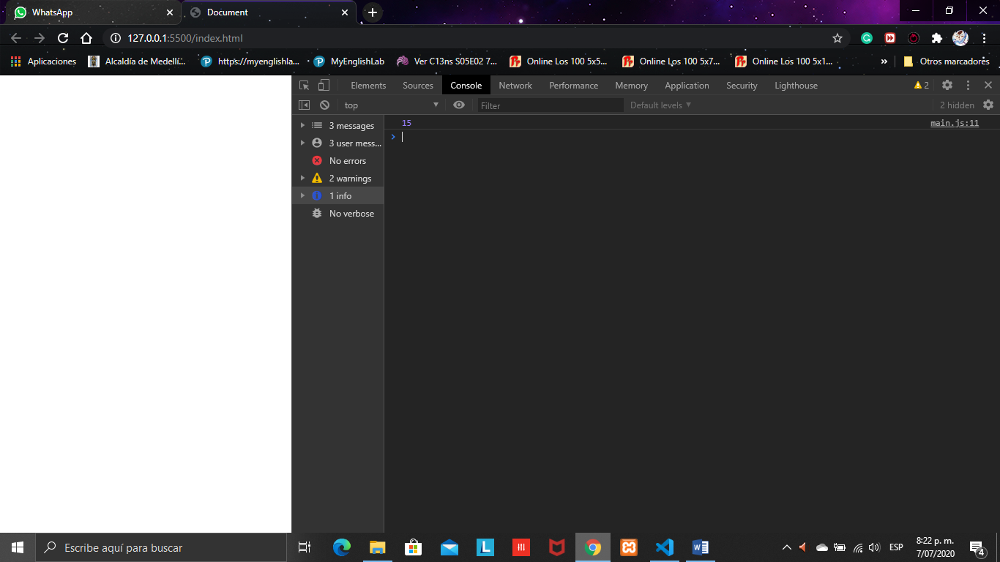 WhatsApp
Document
127.0.0.1:5500/index.html
Aplicaciones
Alcaldía de Medellí...
https://myenglishla...
MyEnglishLab
Ver C13ns S05E02 7...
Online Los 100 5x5...
Online Los 100 5x7...
Online Los 100 5x1...
»
Otros marcadores
Elements Sources Console Network Performance Memory Application Security Lighthouse 2
top Filter Default levels 2 hidden
3 messages
3 user mess...
No errors
2 warnings
1 info
No verbose
15 main.js:11
Escribe aquí para buscar
ESP
8:22 p. m.
7/07/2020
4